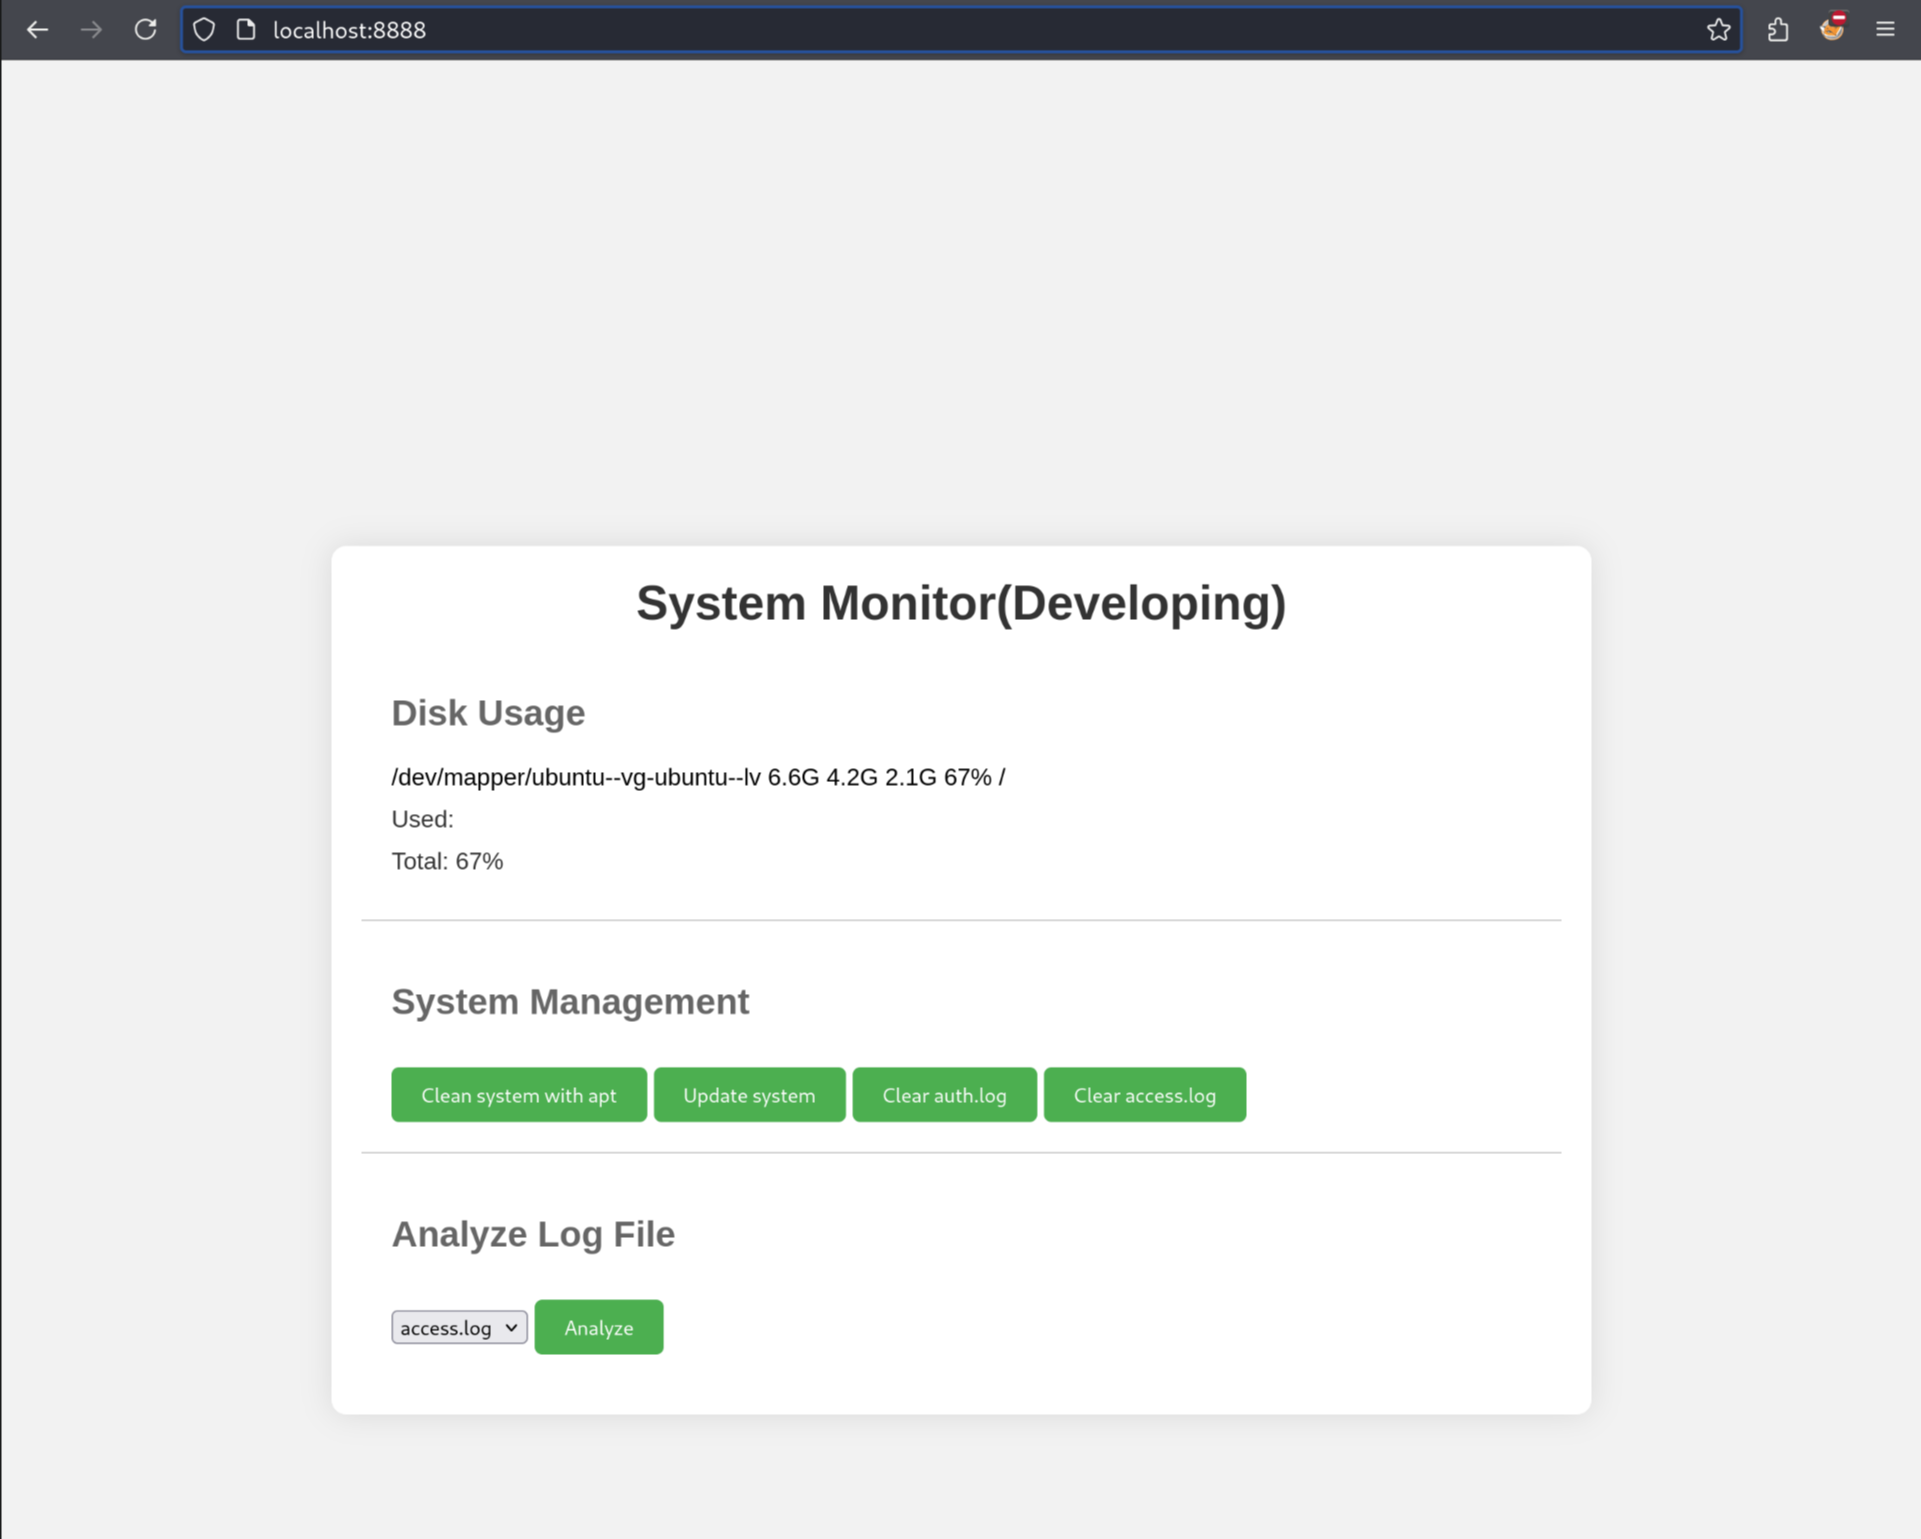 localhost:8888
System Monitor(Developing)
Disk Usage
/dev/mapper/ubuntu--vg-ubuntu--lv 6.6G 4.2G 2.1G 67% /
Used:
Total: 67%
System Management
Clean system with apt Update system Clear auth.log Clear access.log
Analyze Log File
access.log Analyze